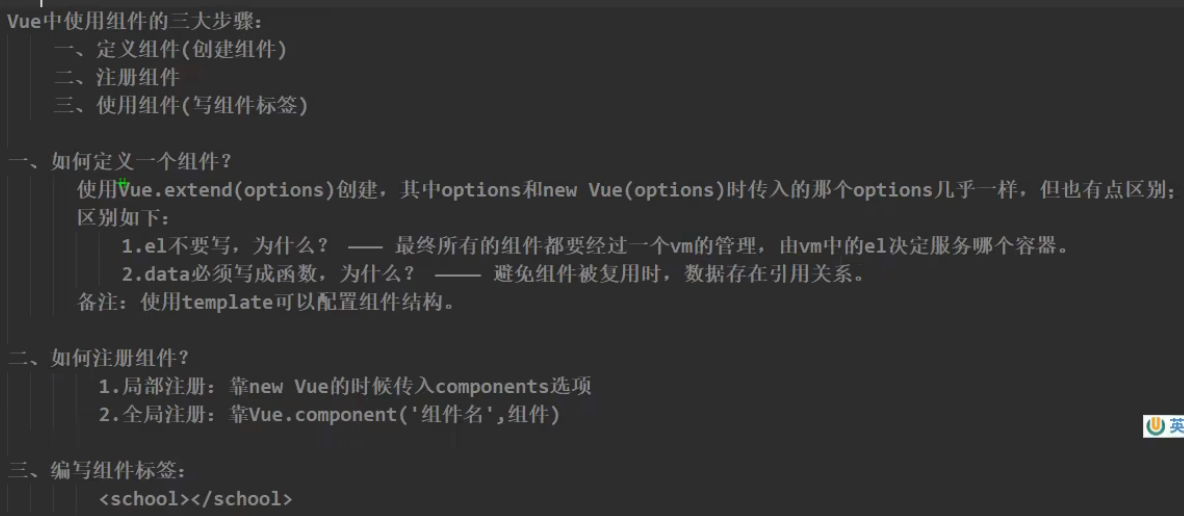 Vue中使用组件的三大步骤：
一、定义组件(创建组件)
二、注册组件
三、使用组件(写组件标签)
一、如何定义一个组件？
使用Vue.extend(options)创建，其中options和new Vue(options)时传入的那个options几乎一样，但也有点区别；
区别如下：
1.el不要写，为什么？ ——— 最终所有的组件都要经过一个vm的管理，由vm中的el决定服务哪个容器。
2.data必须写成函数，为什么？ ———— 避免组件被复用时，数据存在引用关系。
备注：使用template可以配置组件结构。
二、如何注册组件？
1.局部注册：靠new Vue的时候传入components选项
2.全局注册：靠Vue.component('组件名',组件)
英
三、编写组件标签：
<school></school>